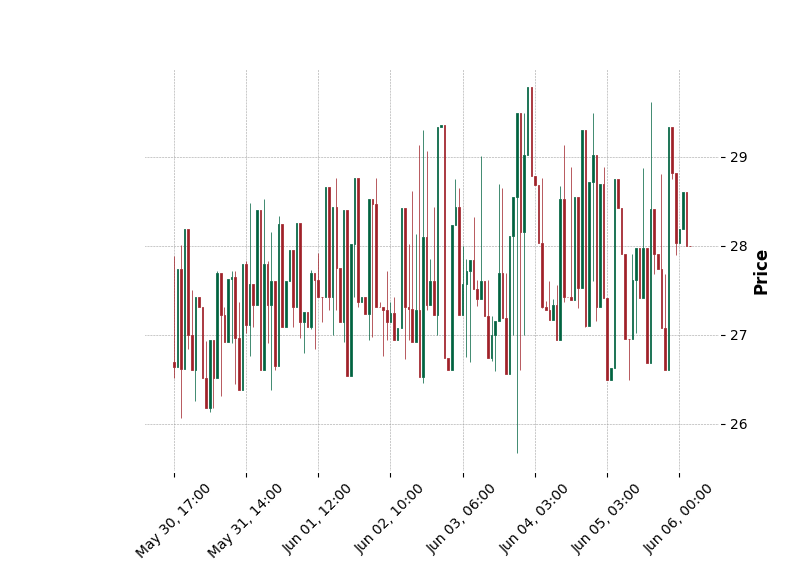 29
28
27
26
Price
May 30, 17:00
May 31, 14:00
Jun 01, 12:00
Jun 02, 10:00
Jun 03, 06:00
Jun 04, 03:00
Jun 05, 03:00
Jun 06, 00:00